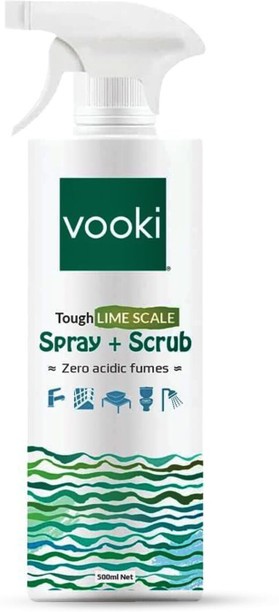 vooki
Tough LIME SCALE
Spray + Scrub
≈ Zero acidic fumes ≈
500ml Net